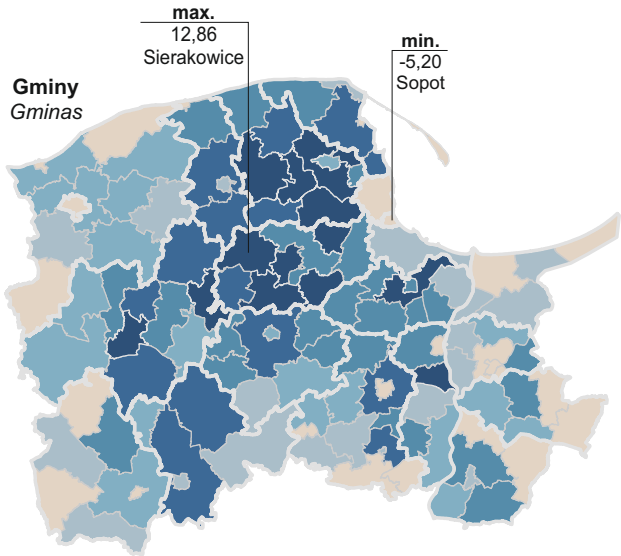 max.
12,86
Sierakowice
min.
-5,20
Sopot
Gminy
Gminas